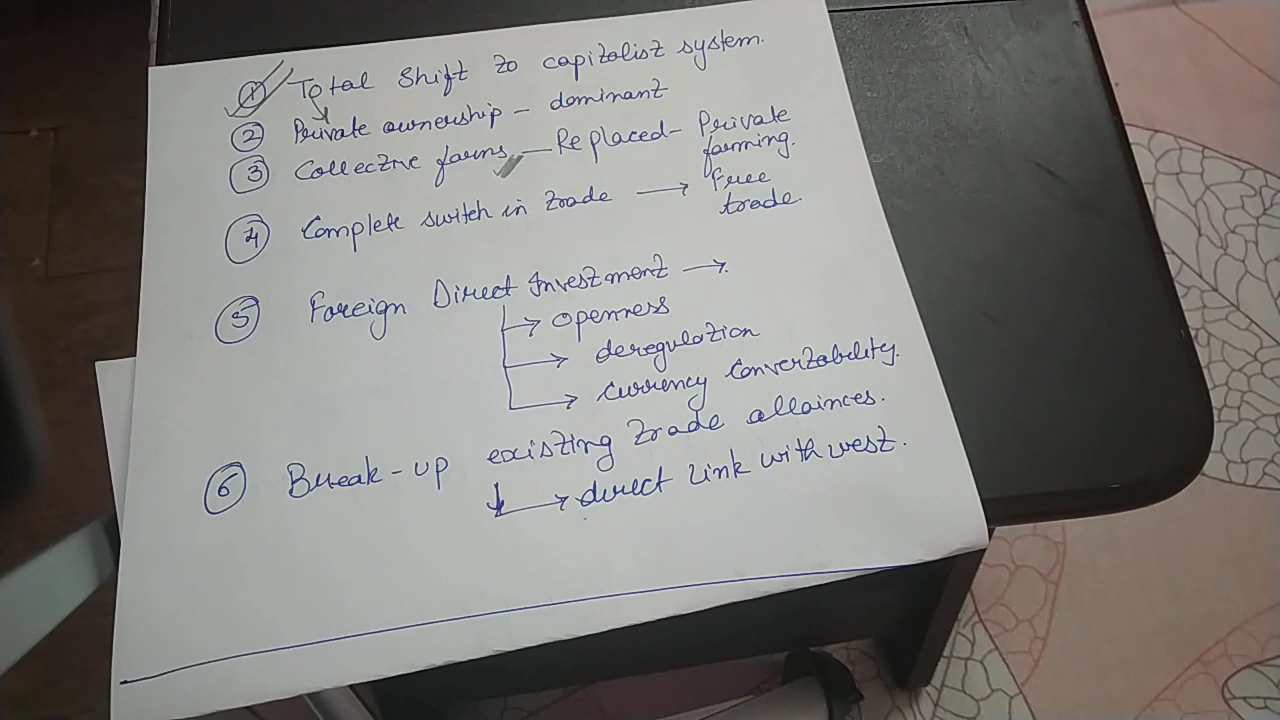 ① Total Shift to capitalist system.
② Private ownership – dominant
③ Collective farms – Replaced – Private farming.
④ Complete switch in trade → Free trade.
⑤ Foreign Direct Investment →
→ openness
→ deregulation
→ currency Convertability.
⑥ Break-up existing trade allainces.
→ direct link with west.